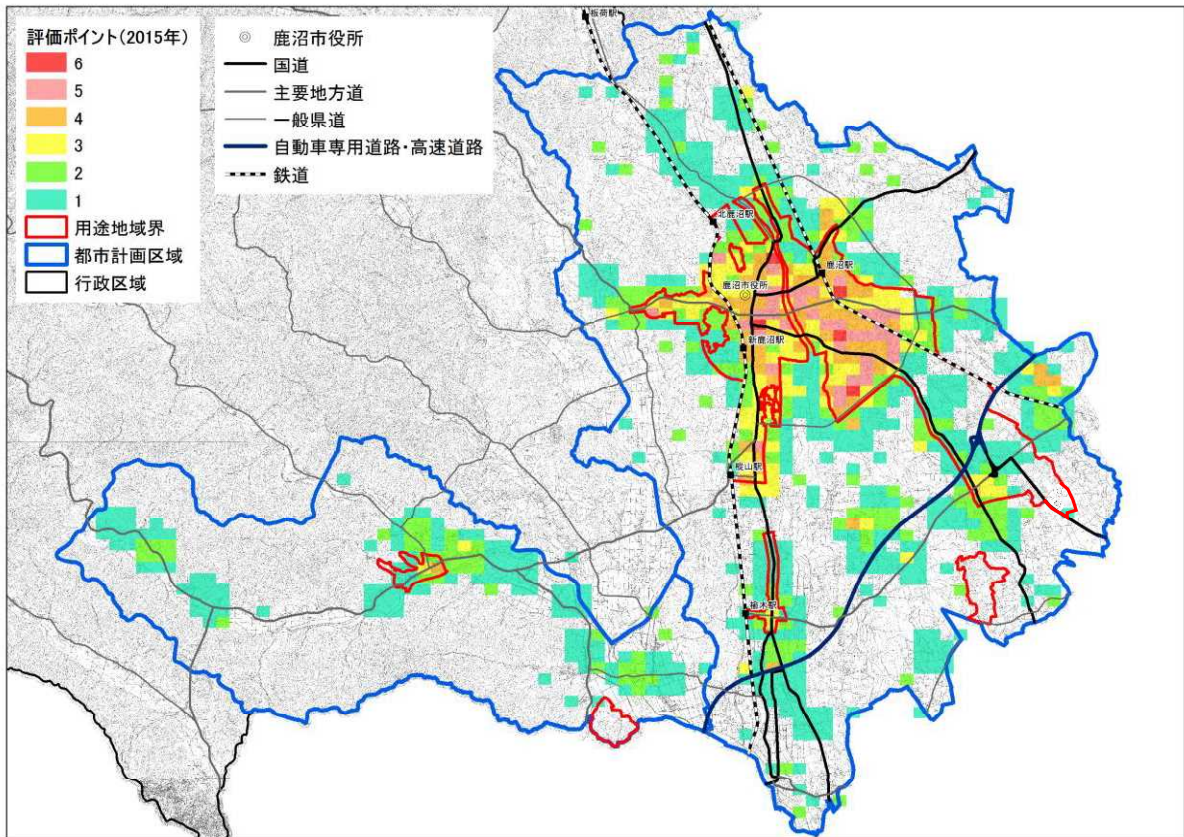 評価ポイント(2015年)
6
5
4
3
2
1
用途地域界
都市計画区域
行政区域
鹿沼市役所
国道
主要地方道
一般県道
自動車専用道路・高速道路
鉄道
板荷駅
北鹿沼駅
鹿沼駅
鹿沼市役所
新鹿沼駅
樅山駅
楡木駅